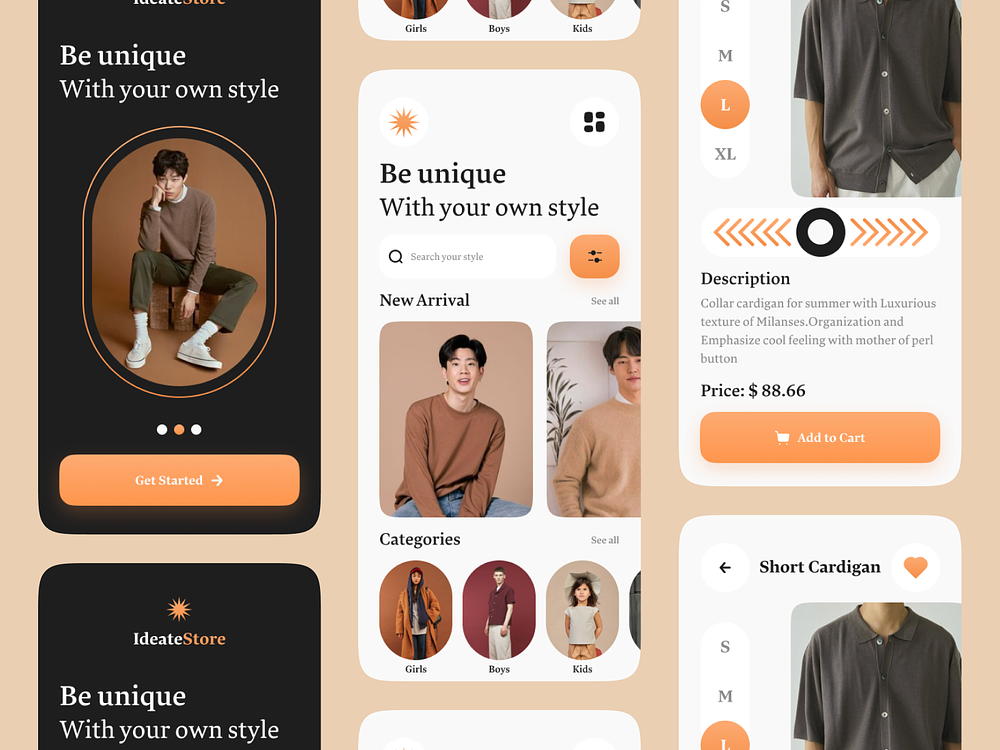 IdeateStore
Be unique
With your own style
Get Started
IdeateStore
Be unique
With your own style
Girls Boys Kids
Be unique
With your own style
Search your style
New Arrival See all
Categories See all
Girls Boys Kids
S
M
L
XL
Description
Collar cardigan for summer with Luxurious
texture of Milanses.Organization and
Emphasize cool feeling with mother of perl
button
Price: $ 88.66
Add to Cart
Short Cardigan
S
M
L